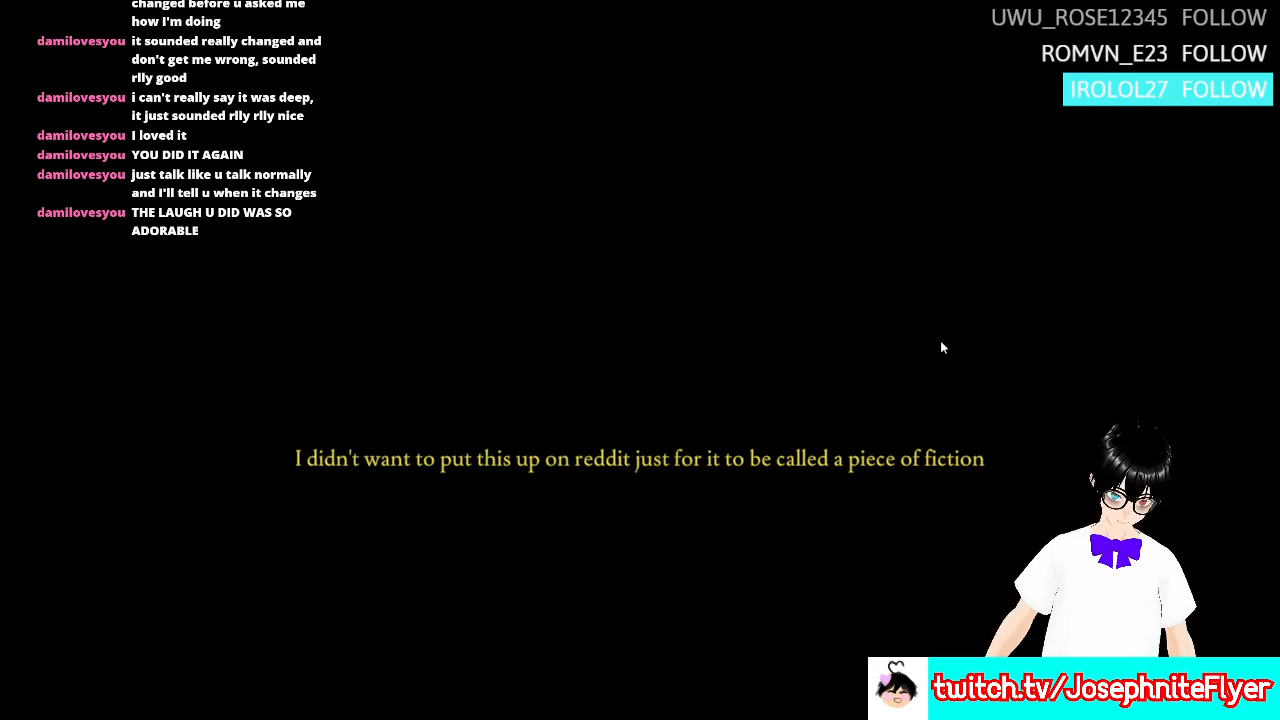 changed before u asked me
how I'm doing
damilovesyou it sounded really changed and
don't get me wrong, sounded
rlly good
damilovesyou i can't really say it was deep,
it just sounded rlly rlly nice
damilovesyou I loved it
damilovesyou YOU DID IT AGAIN
damilovesyou just talk like u talk normally
and I'll tell u when it changes
damilovesyou THE LAUGH U DID WAS SO
ADORABLE
UWU_ROSE12345 FOLLOW
ROMVN_E23 FOLLOW
IROLOL27 FOLLOW
I didn't want to put this up on reddit just for it to be called a piece of fiction
twitch.tv/JosephniteFlyer